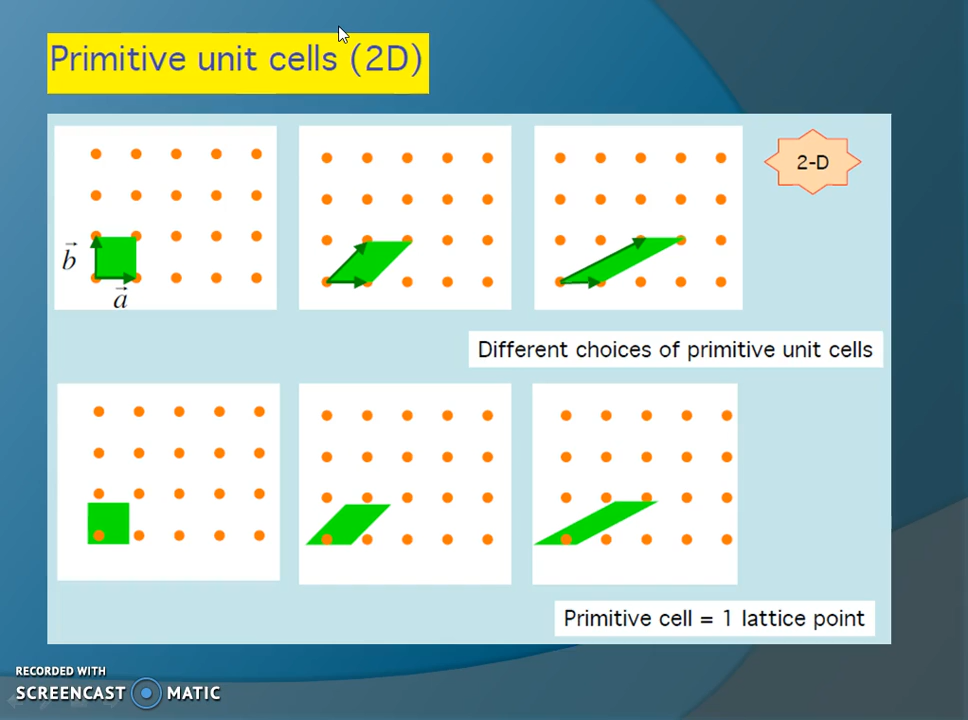 Primitive unit cells (2D)
2-D
b
a
Different choices of primitive unit cells
Primitive cell = 1 lattice point
RECORDED WITH
SCREENCAST MATIC